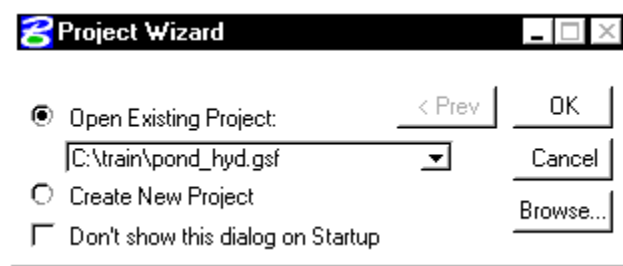 Project Wizard
Open Existing Project:
< Prev
OK
C:\train\pond_hyd.gsf
Cancel
Create New Project
Browse...
Don't show this dialog on Startup